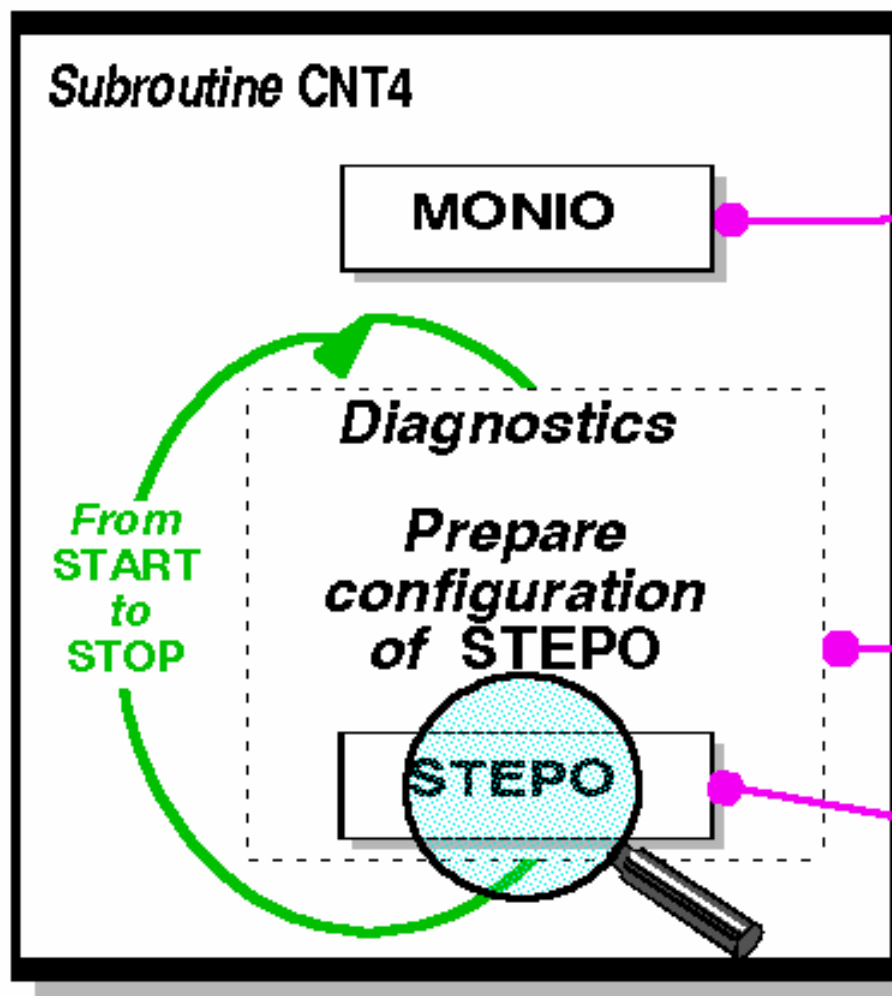 Subroutine CNT4
MONIO
Diagnostics
Prepare
configuration
of STEPO
From
START
to
STOP
STEPO